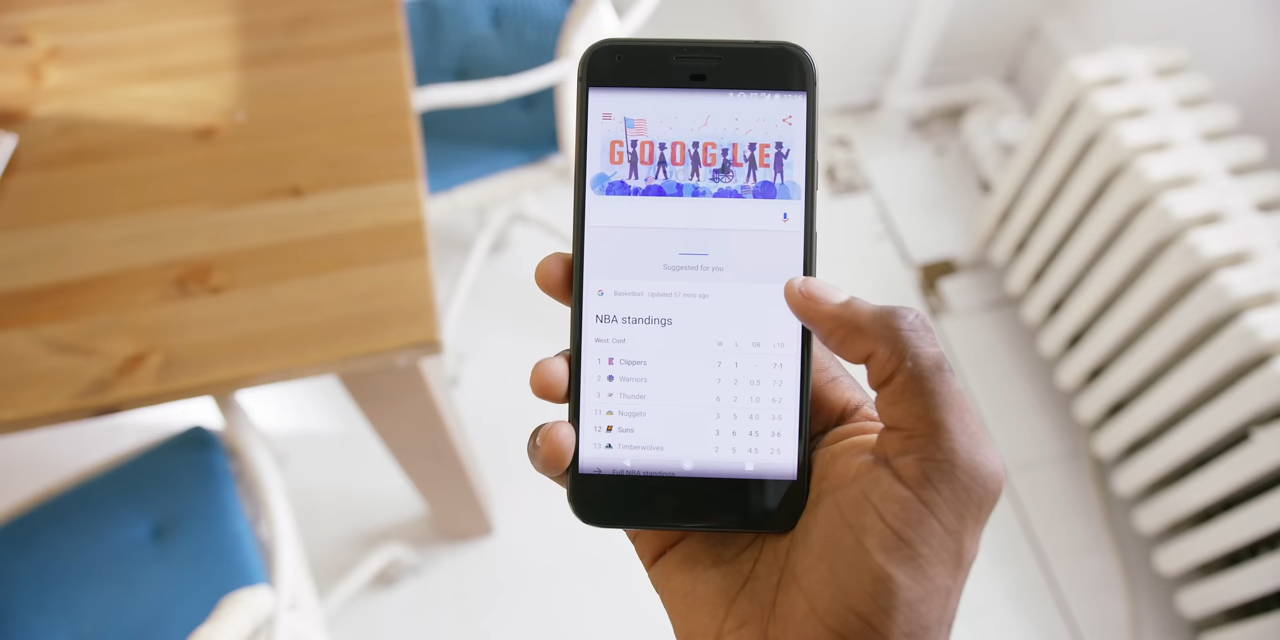 GOOGLE
Suggested for you
Basketball · Updated 57 mins ago
NBA standings
West. Conf. W L GB L10
1 Clippers 7 1 - 7-1
2 Warriors 7 2 0.5 7-2
3 Thunder 6 2 1.0 6-2
11 Nuggets 3 5 4.0 3-5
12 Suns 3 6 4.5 3-6
13 Timberwolves 2 5 4.5 2-5
Full NBA standings